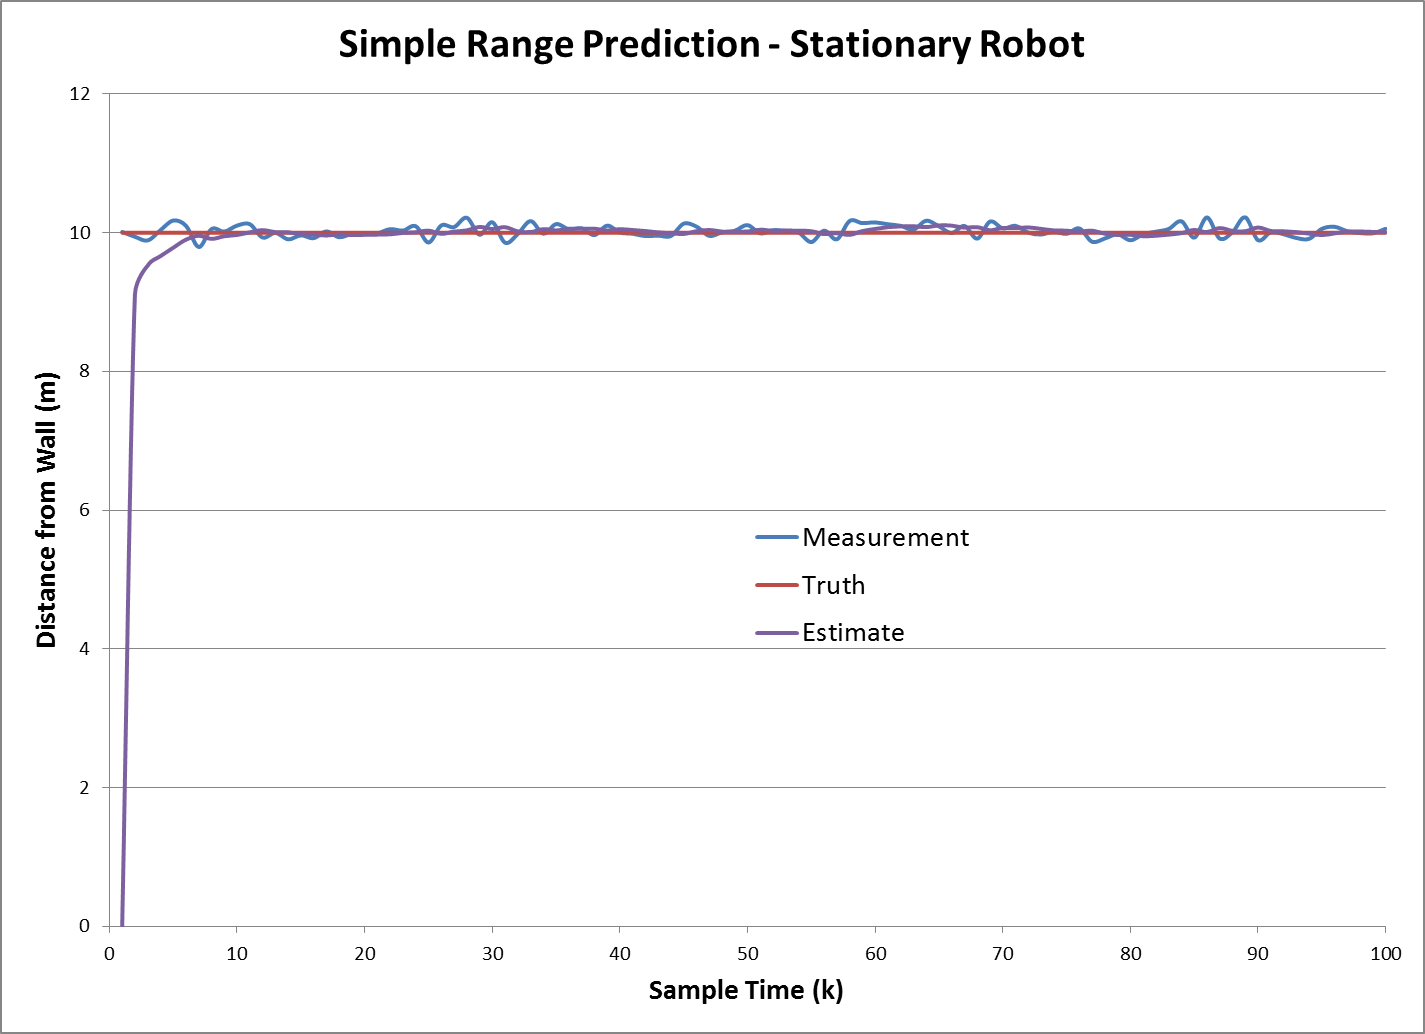 Simple Range Prediction - Stationary Robot
12
10
8
6
4
2
0
Distance from Wall (m)
Measurement
Truth
Estimate
0 10 20 30 40 50 60 70 80 90 100
Sample Time (k)